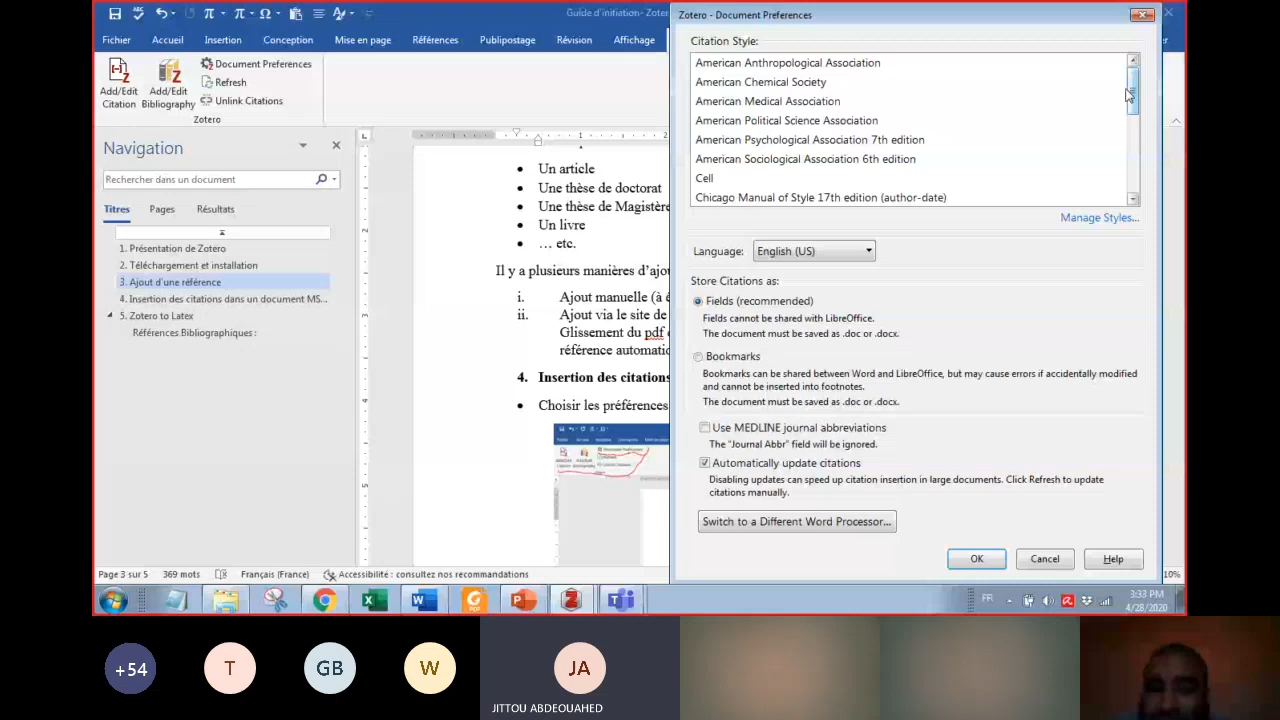 Guide d'initiation- Zoter
Zotero - Document Preferences
Fichier
Accueil
Insertion
Conception
Mise en page
Références
Publipostage
Révision
Affichage
Add/Edit Citation
Add/Edit Bibliography
Document Preferences
Refresh
Unlink Citations
Zotero
Navigation
Rechercher dans un document
Titres
Pages
Résultats
1. Présentation de Zotero
2. Téléchargement et installation
3. Ajout d'une référence
4. Insertion des citations dans un document MS...
5. Zotero to Latex
Références Bibliographiques :
Un article
Une thèse de doctorat
Une thèse de Magistère
Un livre
… etc.
Il y a plusieurs manières d'ajou
i. Ajout manuelle (à é
ii. Ajout via le site de
Glissement du pdf
référence automatic
4. Insertion des citations
Choisir les préférences
Citation Style:
American Anthropological Association
American Chemical Society
American Medical Association
American Political Science Association
American Psychological Association 7th edition
American Sociological Association 6th edition
Cell
Chicago Manual of Style 17th edition (author-date)
Manage Styles...
Language: English (US)
Store Citations as:
Fields (recommended)
Fields cannot be shared with LibreOffice.
The document must be saved as .doc or .docx.
Bookmarks
Bookmarks can be shared between Word and LibreOffice, but may cause errors if accidentally modified
and cannot be inserted into footnotes.
The document must be saved as .doc or .docx.
Use MEDLINE journal abbreviations
The "Journal Abbr" field will be ignored.
Automatically update citations
Disabling updates can speed up citation insertion in large documents. Click Refresh to update
citations manually.
Switch to a Different Word Processor...
OK
Cancel
Help
Page 3 sur 5
369 mots
Français (France)
Accessibilité : consultez nos recommandations
10%
FR
3:33 PM
4/28/2020
+54
T
GB
W
JA
JITTOU ABDEOUAHED